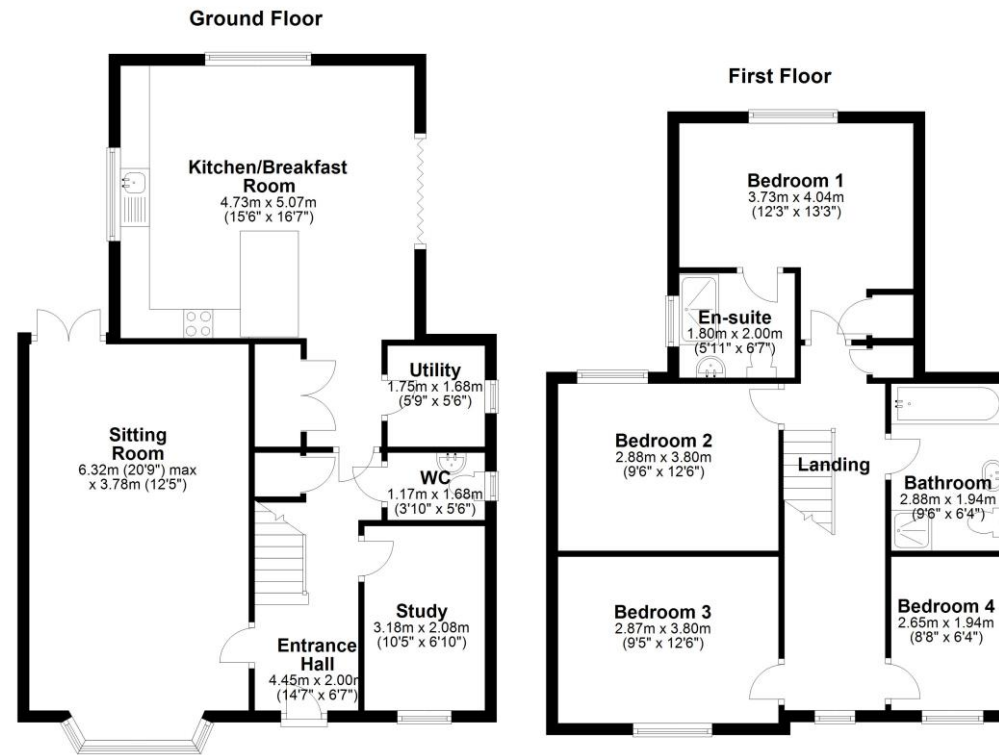 Ground Floor
Kitchen/Breakfast
Room
4.73m x 5.07m
(15'6" x 16'7")
Utility
1.75m x 1.68m
(5'9" x 5'6")
Sitting
Room
6.32m (20'9") max
x 3.78m (12'5")
WC
1.17m x 1.68m
(3'10" x 5'6")
Study
3.18m x 2.08m
(10'5" x 6'10")
Entrance
Hall
4.45m x 2.00m
(14'7" x 6'7")
First Floor
Bedroom 1
3.73m x 4.04m
(12'3" x 13'3")
En-suite
1.80m x 2.00m
(5'11" x 6'7")
Bedroom 2
2.88m x 3.80m
(9'6" x 12'6")
Landing
Bathroom
2.88m x 1.94m
(9'6" x 6'4")
Bedroom 3
2.87m x 3.80m
(9'5" x 12'6")
Bedroom 4
2.65m x 1.94m
(8'8" x 6'4")